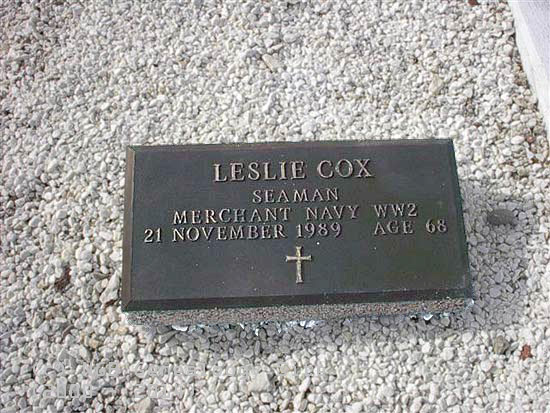 LESLIE COX
SEAMAN
MERCHANT NAVY WW2
21 NOVEMBER 1989 AGE 68